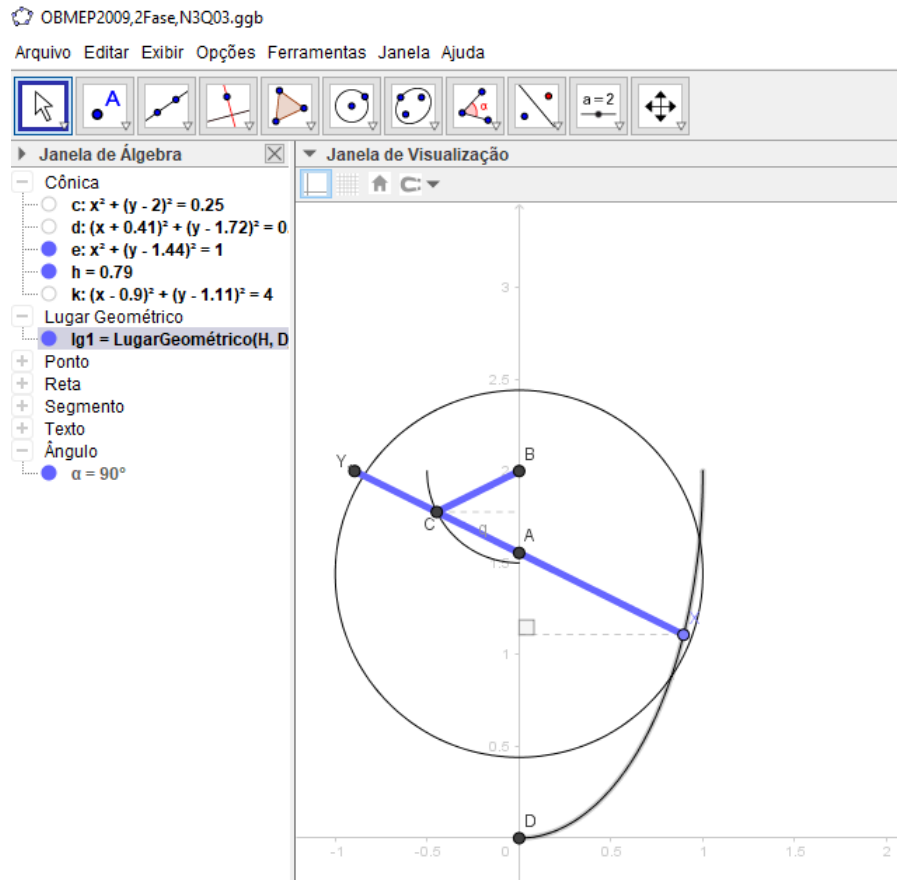 OBMEP2009,2Fase,N3Q03.ggb
Arquivo Editar Exibir Opções Ferramentas Janela Ajuda
A
α
a=2
Janela de Álgebra
Janela de Visualização
Cônica
c: x² + (y - 2)² = 0.25
d: (x + 0.41)² + (y - 1.72)² = 0.
e: x² + (y - 1.44)² = 1
h = 0.79
k: (x - 0.9)² + (y - 1.11)² = 4
Lugar Geométrico
lg1 = LugarGeométrico(H, D
Ponto
Reta
Segmento
Texto
Ângulo
α = 90°
3
2.5
Y
B
2
C
α
A
1.5
X
1
0.5
D
-1 -0.5 0 0.5 1 1.5 2